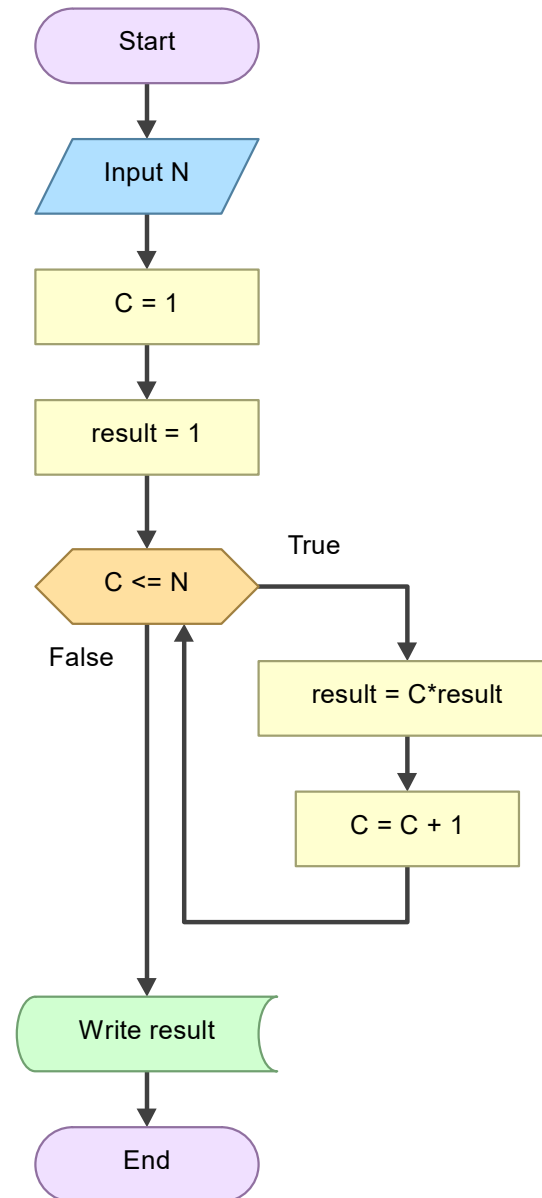 Start
Input N
C = 1
result = 1
C <= N
True
False
result = C*result
C = C + 1
Write result
End